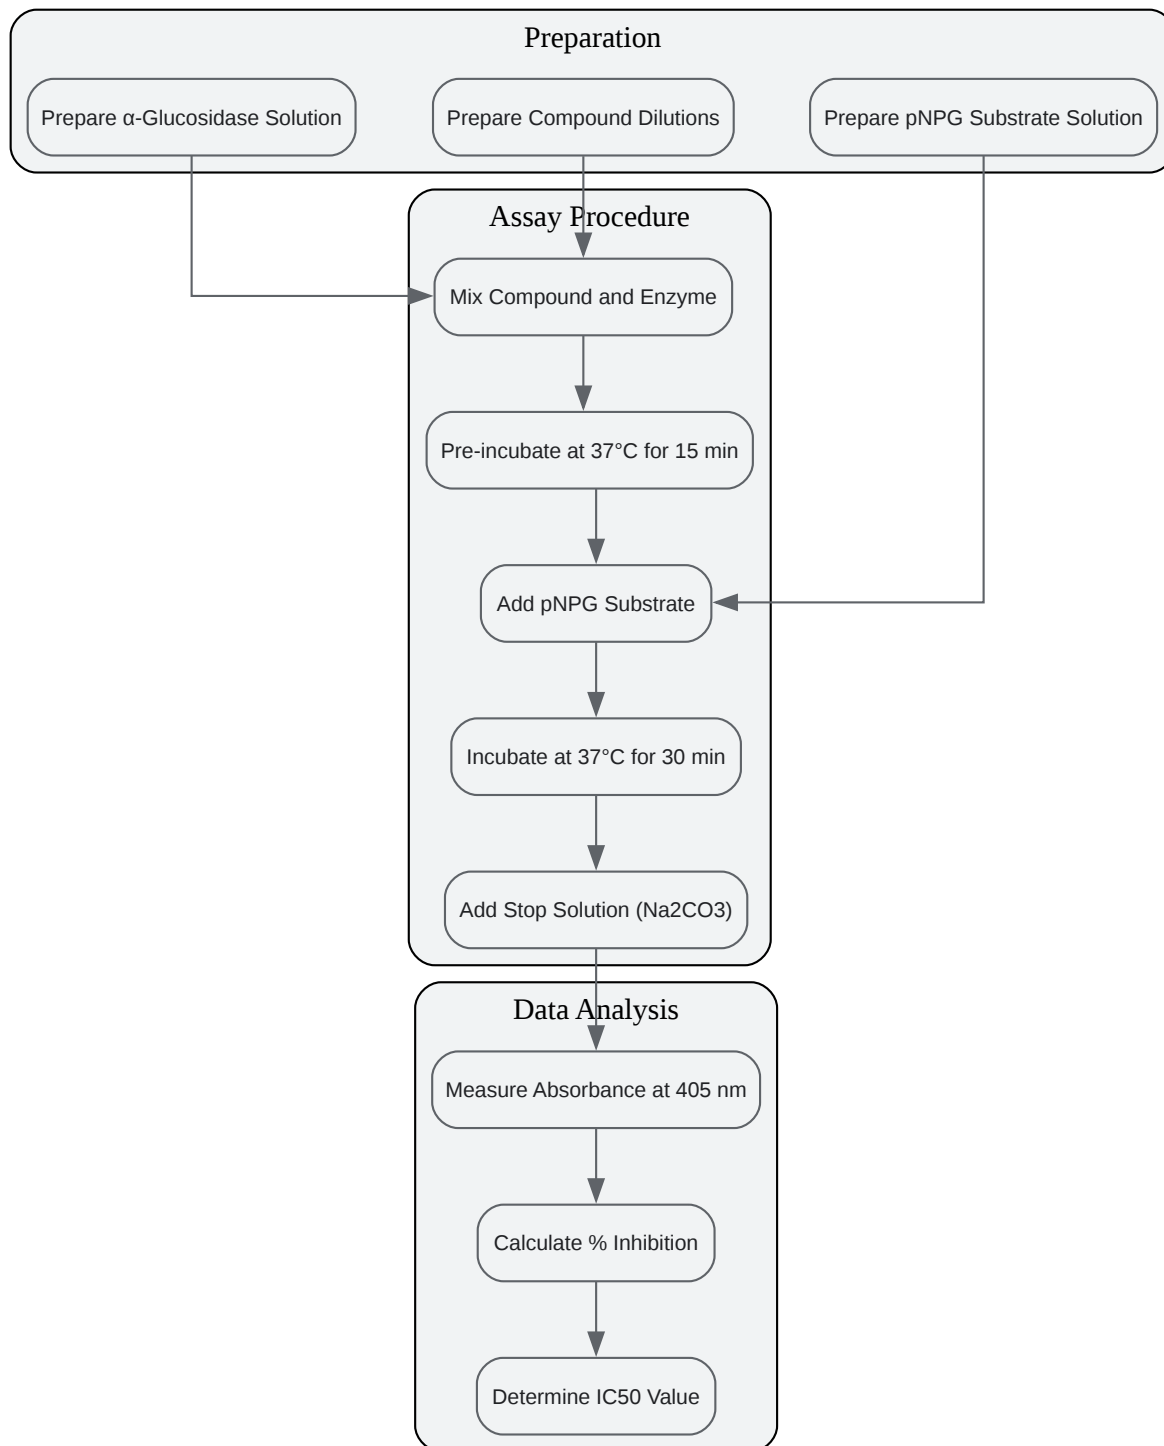 Preparation
Prepare α-Glucosidase Solution
Prepare Compound Dilutions
Prepare pNPG Substrate Solution
Assay Procedure
Mix Compound and Enzyme
Pre-incubate at 37°C for 15 min
Add pNPG Substrate
Incubate at 37°C for 30 min
Add Stop Solution (Na2CO3)
Data Analysis
Measure Absorbance at 405 nm
Calculate % Inhibition
Determine IC50 Value